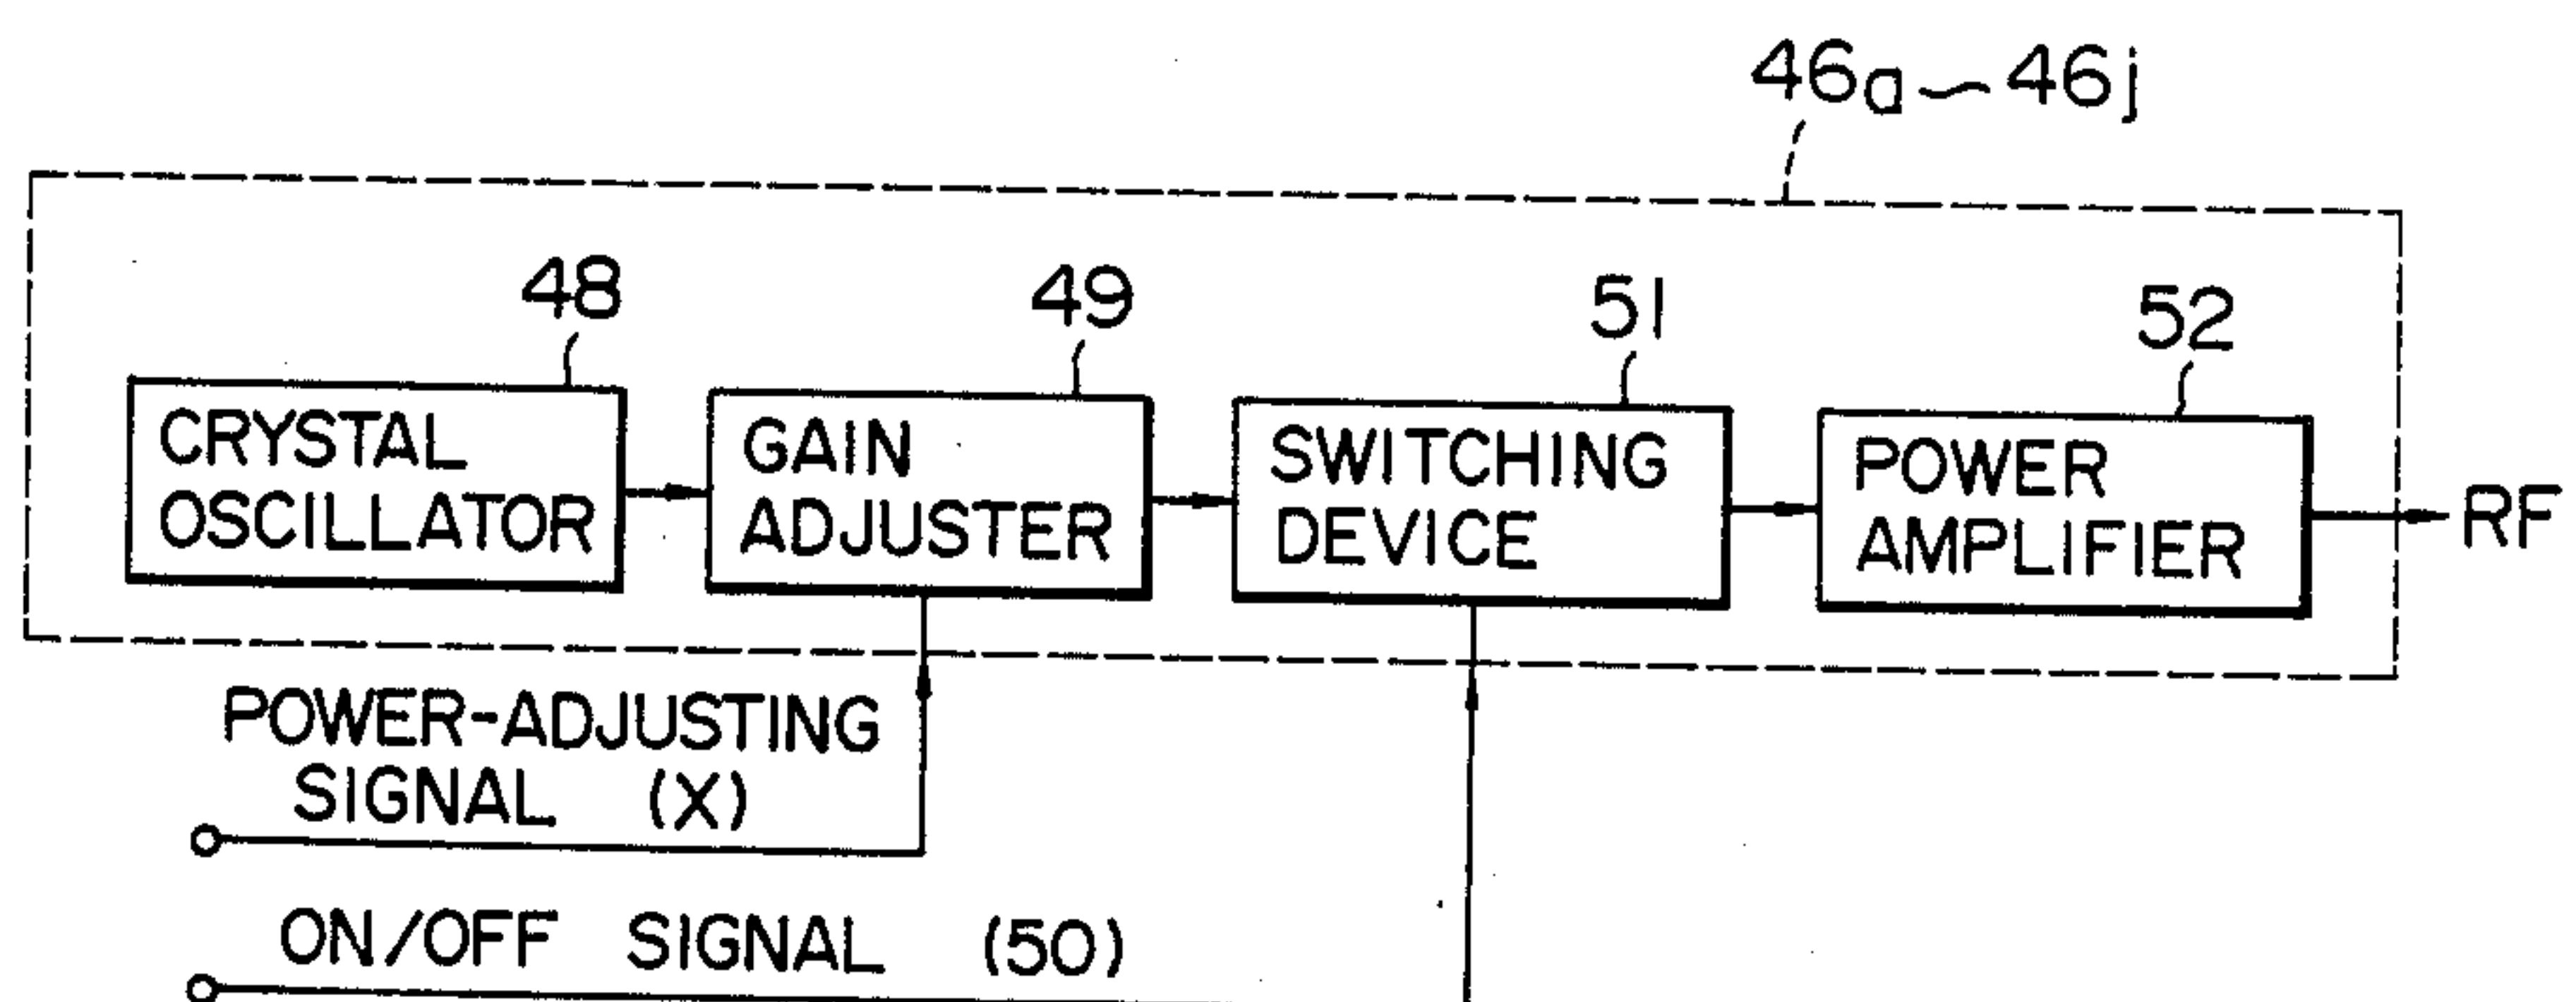 46a~46j
48
49
51
52
CRYSTAL
OSCILLATOR
GAIN
ADJUSTER
SWITCHING
DEVICE
POWER
AMPLIFIER
RF
POWER-ADJUSTING
SIGNAL (X)
ON/OFF SIGNAL (50)